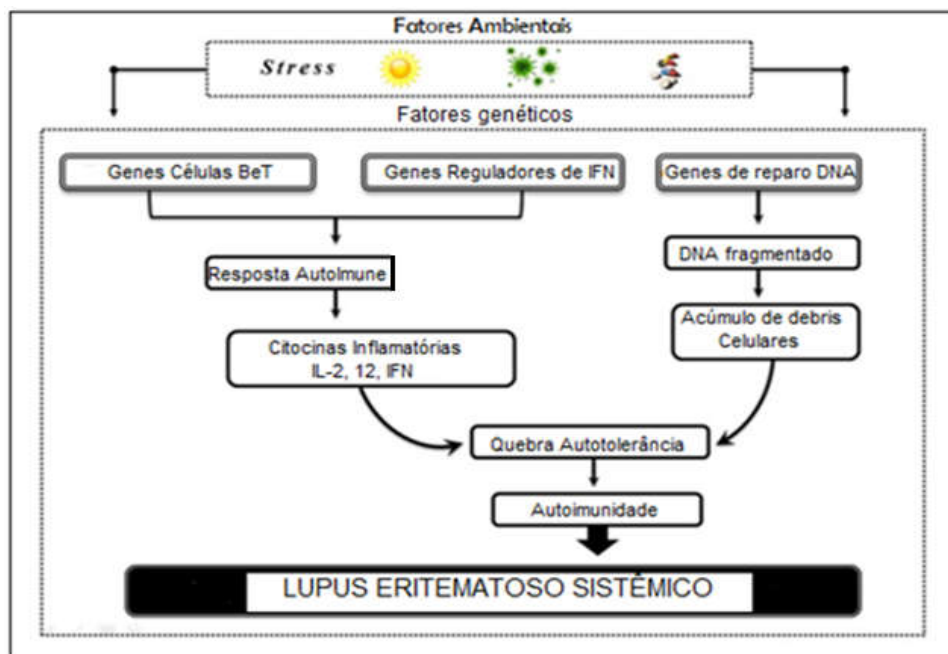 Fatores Ambientais
Stress
Fatores genéticos
Genes Células BeT
Genes Reguladores de IFN
Genes de reparo DNA
Resposta AutoImune
DNA fragmentado
Citocinas Inflamatórias
IL-2, 12, IFN
Acúmulo de debris
Celulares
Quebra Autotolerância
Autoimunidade
LUPUS ERITEMATOSO SISTÊMICO